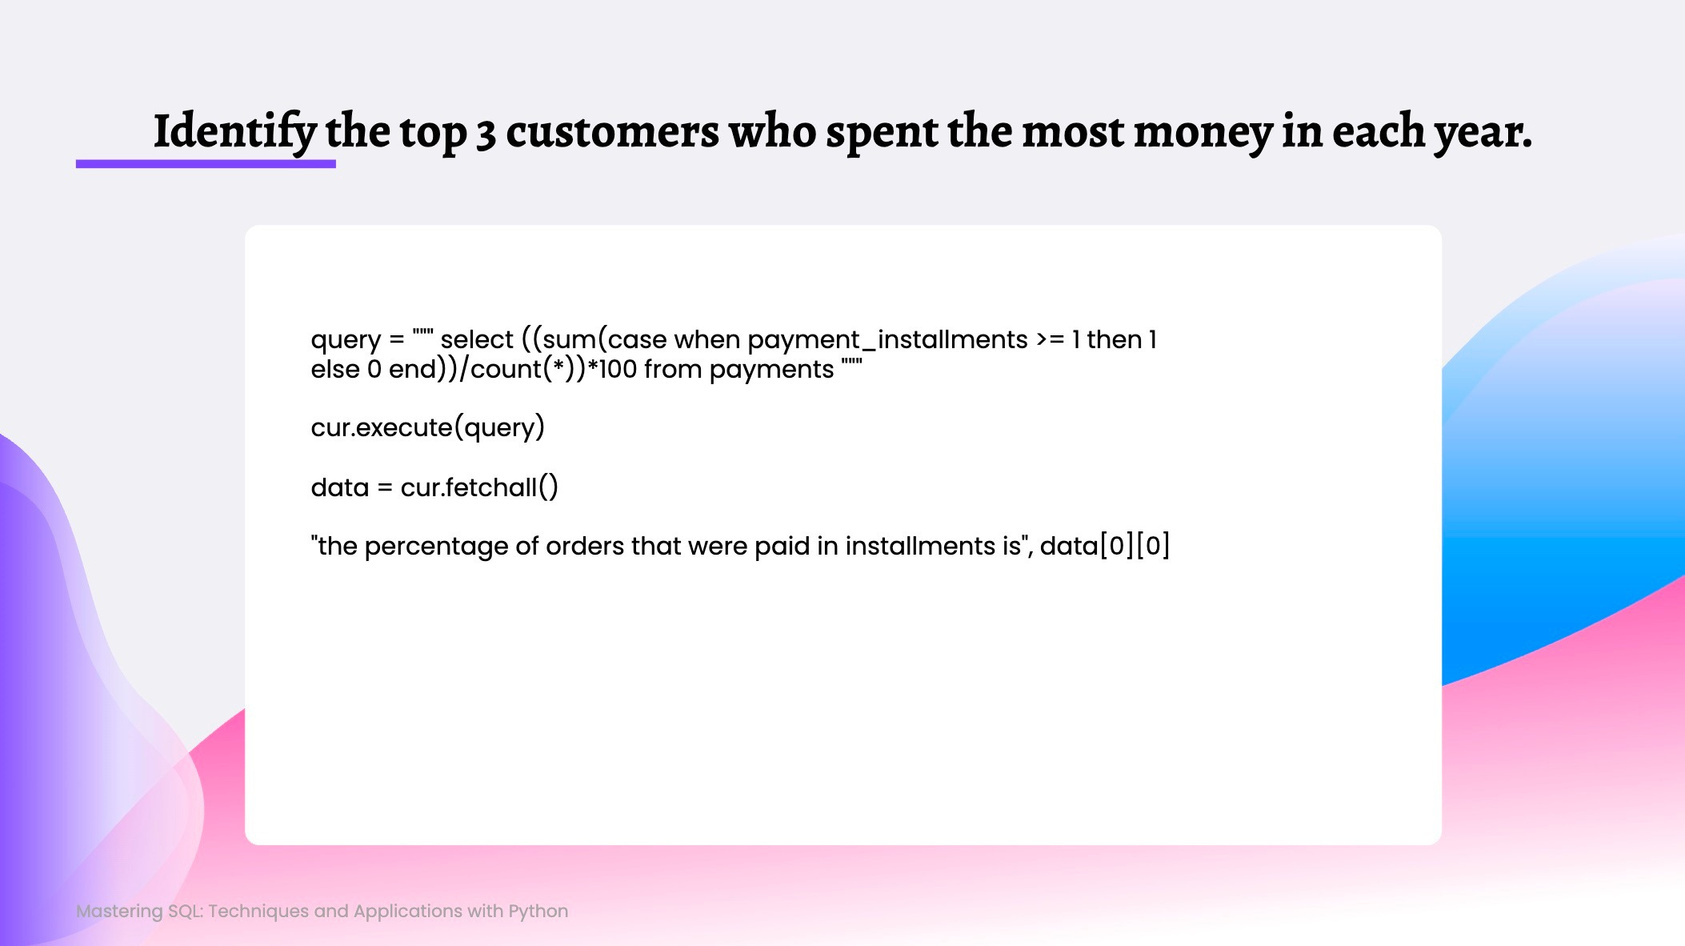 Identify the top 3 customers who spent the most money in each year.
query = """ select ((sum(case when payment_installments >= 1 then 1
else 0 end))/count(*))*100 from payments """
cur.execute(query)
data = cur.fetchall()
"the percentage of orders that were paid in installments is", data[0][0]
Mastering SQL: Techniques and Applications with Python